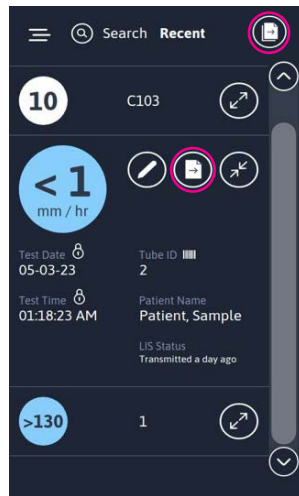 Search Recent
10 C103
<1
mm / hr
Test Date Tube ID
05-03-23 2
Test Time Patient Name
01:18:23 AM Patient, Sample
LIS Status
Transmitted a day ago
>130 1